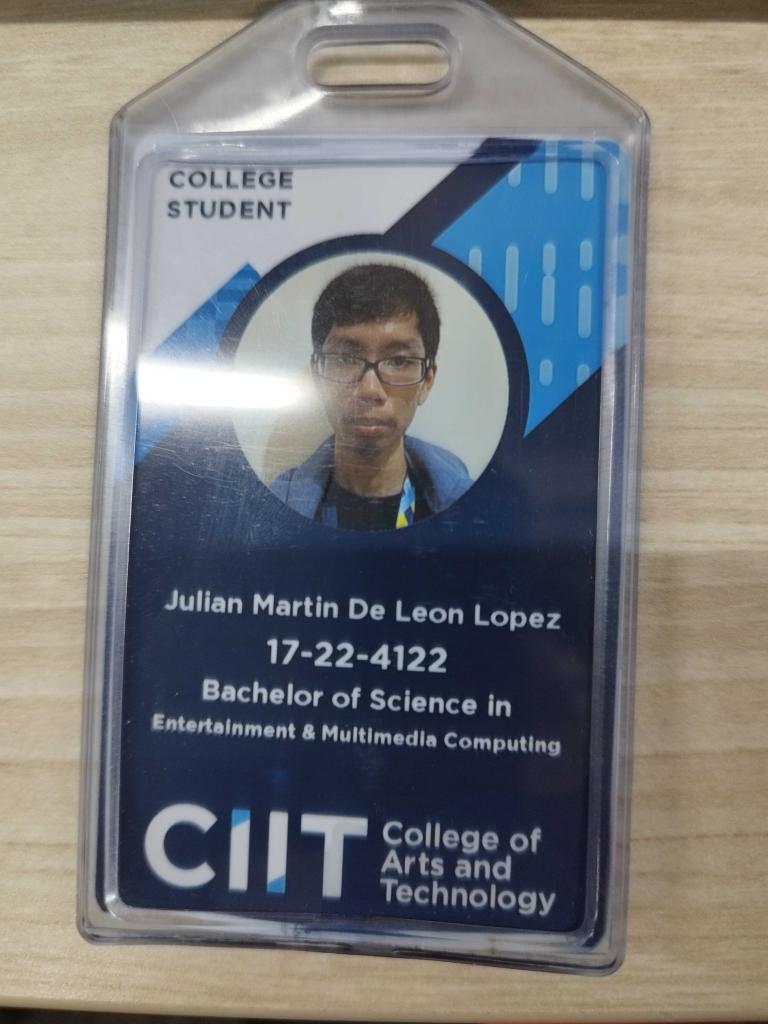 COLLEGE
STUDENT
Julian Martin De Leon Lopez
17-22-4122
Bachelor of Science in
Entertainment & Multimedia Computing
CIIT
College of
Arts and
Technology